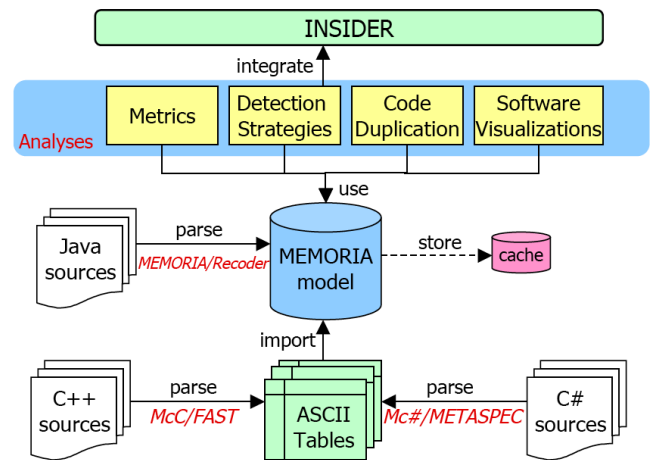 INSIDER
integrate
Metrics
Detection
Strategies
Code
Duplication
Software
Visualizations
Analyses
use
Java
sources
parse
MEMORIA/Recoder
MEMORIA
model
store
cache
import
C++
sources
parse
McC/FAST
ASCII
Tables
parse
Mc#/METASPEC
C#
sources